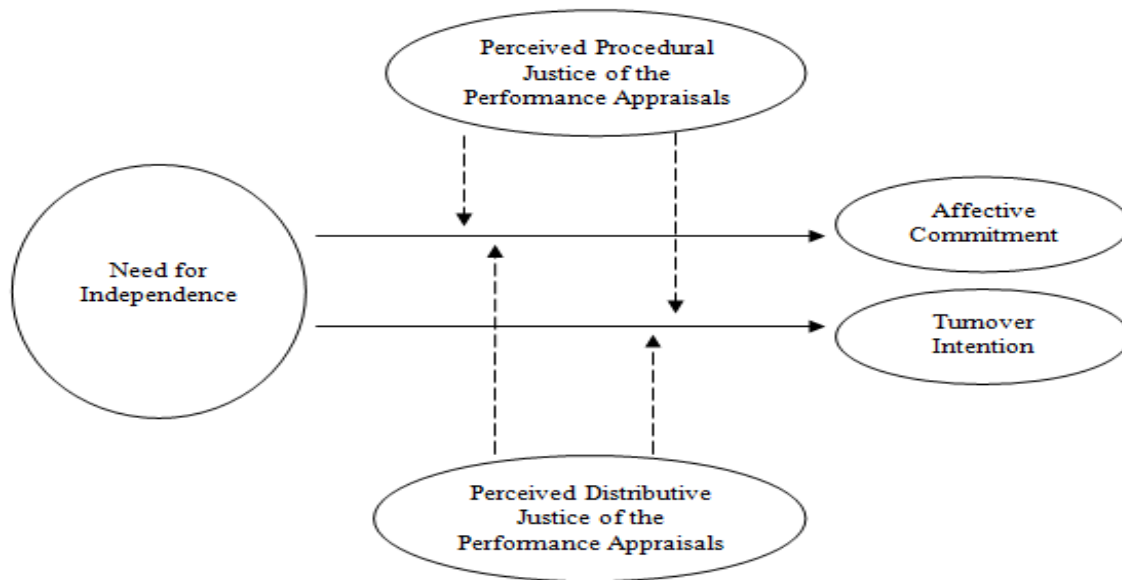 Perceived Procedural
Justice of the
Performance Appraisals
Need for
Independence
Affective
Commitment
Turnover
Intention
Perceived Distributive
Justice of the
Performance Appraisals